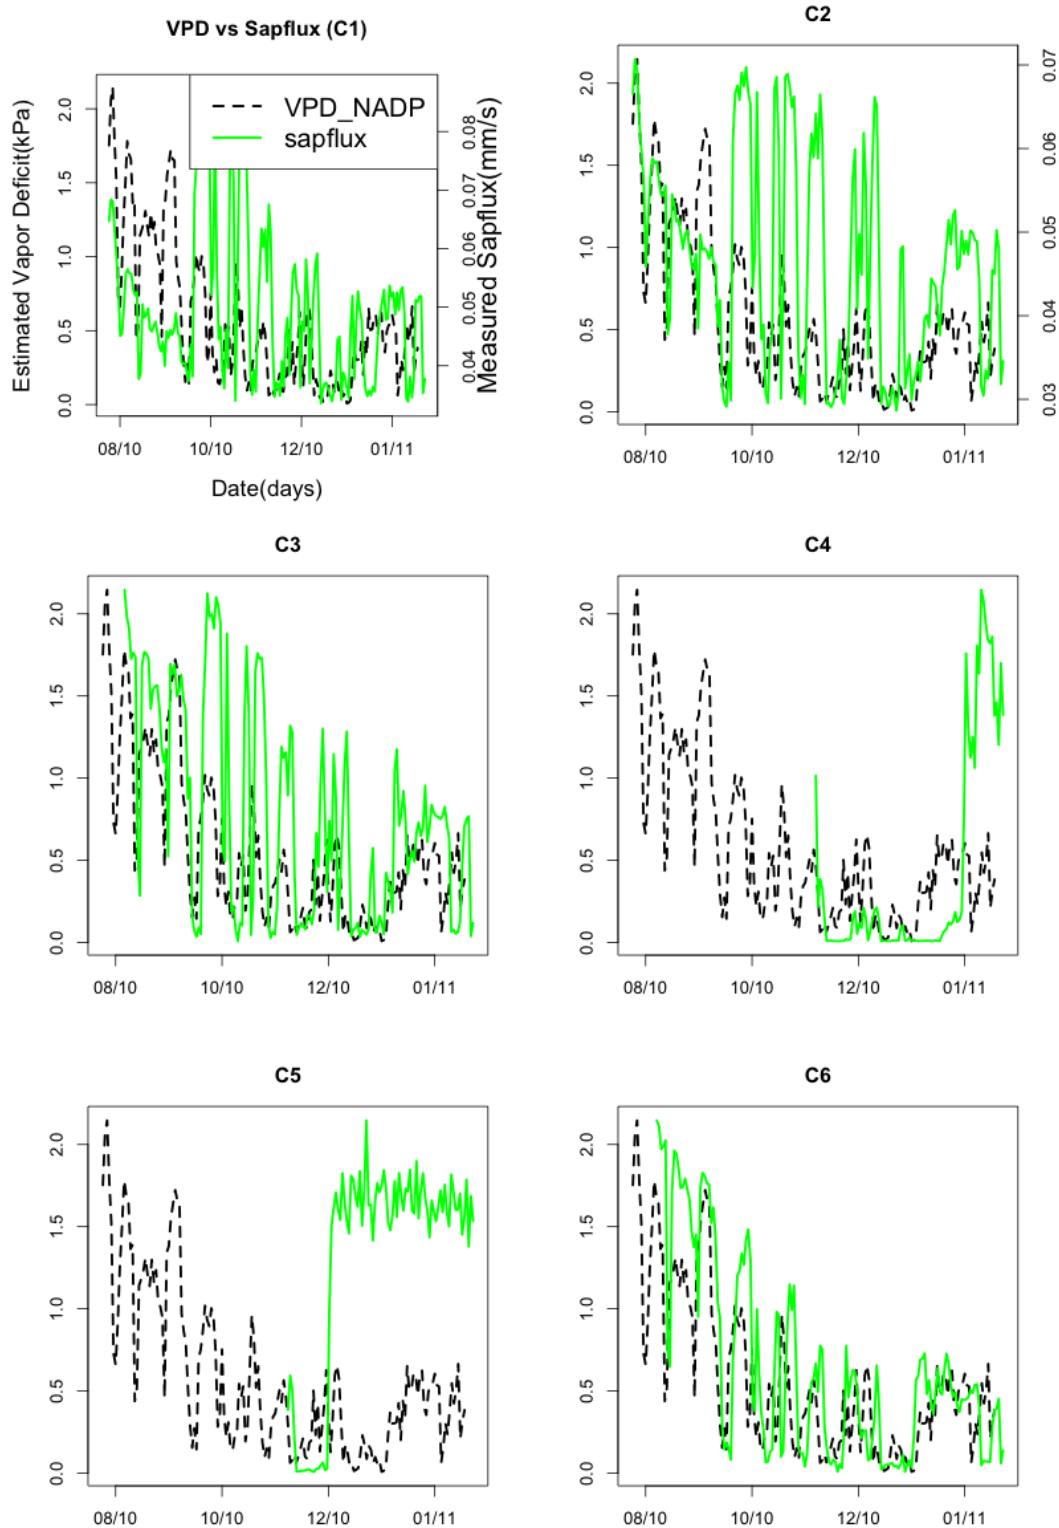 VPD vs Sapflux (C1)
Estimated Vapor Deficit(kPa)
0.0 0.5 1.0 1.5 2.0
VPD_NADP
sapflux
0.04 0.05 0.06 0.07 0.08
Measured Sapflux(mm/s)
08/10 10/10 12/10 01/11
Date(days)
C2
0.0 0.5 1.0 1.5 2.0
0.03 0.04 0.05 0.06 0.07
08/10 10/10 12/10 01/11
C3
0.0 0.5 1.0 1.5 2.0
08/10 10/10 12/10 01/11
C4
0.0 0.5 1.0 1.5 2.0
08/10 10/10 12/10 01/11
C5
0.0 0.5 1.0 1.5 2.0
08/10 10/10 12/10 01/11
C6
0.0 0.5 1.0 1.5 2.0
08/10 10/10 12/10 01/11